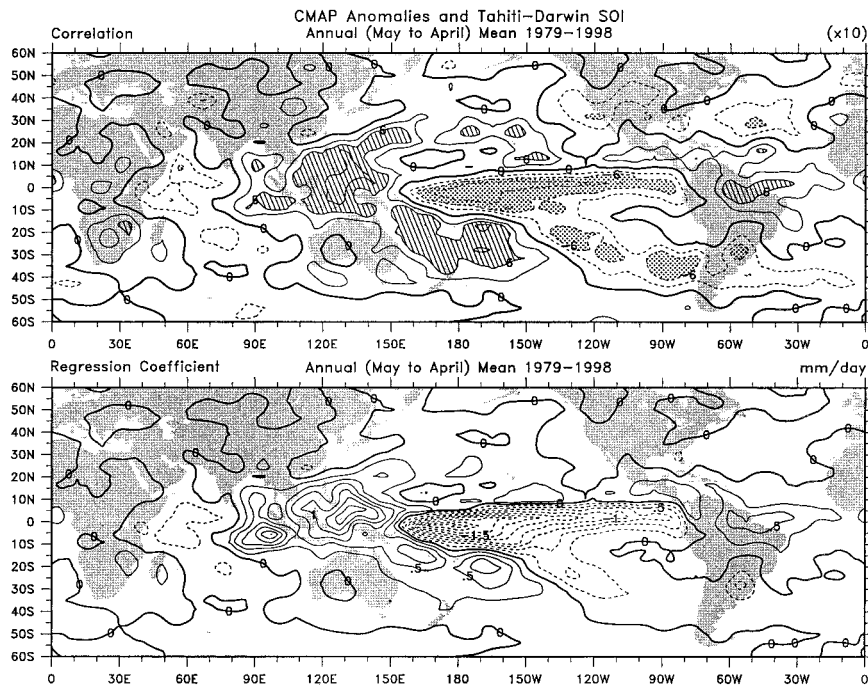 CMAP Anomalies and Tahiti-Darwin SOI
Correlation Annual (May to April) Mean 1979-1998 (x10)
60N
50N
40N
30N
20N
10N
0
10S
20S
30S
40S
50S
60S
0 30E 60E 90E 120E 150E 180 150W 120W 90W 60W 30W 0
Regression Coefficient Annual (May to April) Mean 1979-1998 mm/day
60N
50N
40N
30N
20N
10N
0
10S
20S
30S
40S
50S
60S
-1.5
.5
.5
0 30E 60E 90E 120E 150E 180 150W 120W 90W 60W 30W 0